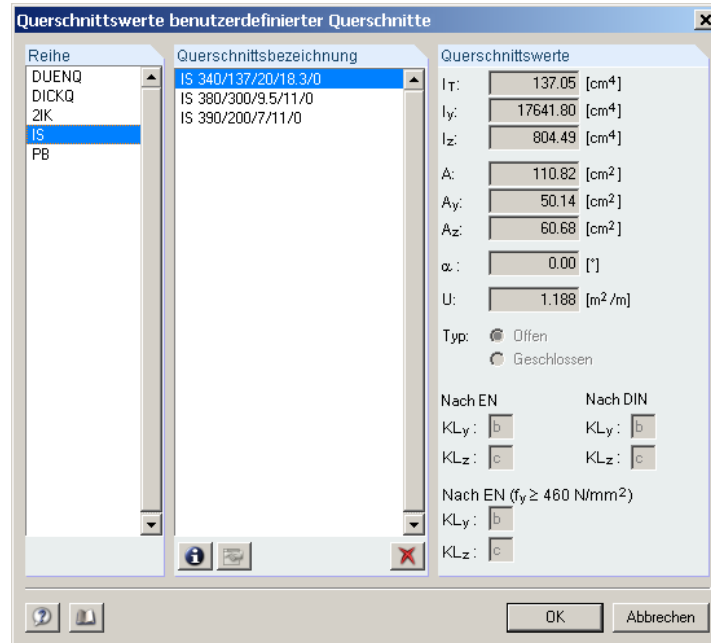 Querschnittswerte benutzerdefinierter Querschnitte
Reihe
DUENQ
DICKQ
2IK
IS
PB
Querschnittsbezeichnung
IS 340/137/20/18.3/0
IS 380/300/9.5/11/0
IS 390/200/7/11/0
Querschnittswerte
IT: 137.05 [cm4]
Iy: 17641.80 [cm4]
Iz: 804.49 [cm4]
A: 110.82 [cm2]
Ay: 50.14 [cm2]
Az: 60.68 [cm2]
α : 0.00 [°]
U: 1.188 [m2/m]
Typ: Offen
Geschlossen
Nach EN Nach DIN
KLy : b KLy : b
KLz : c KLz : c
Nach EN (fy ≥ 460 N/mm2)
KLy : b
KLz : c
OK Abbrechen